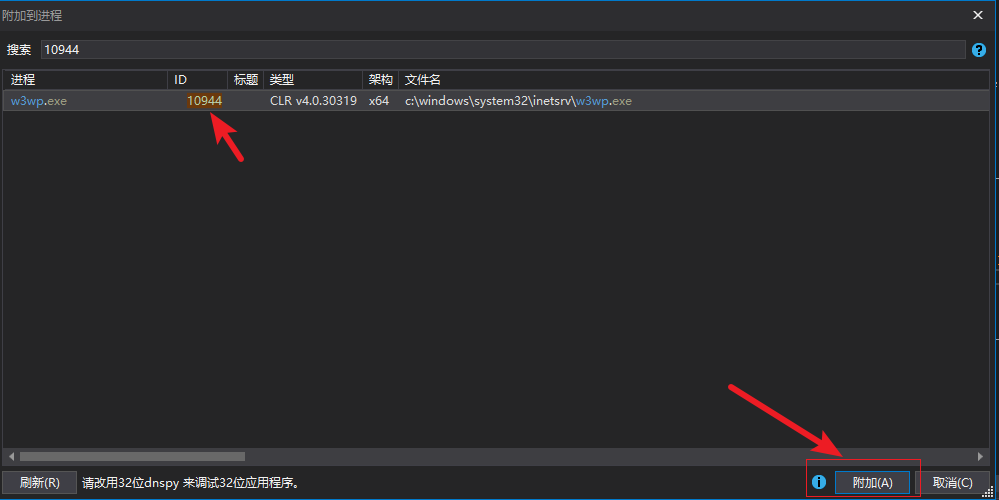 附加到进程
搜索 10944
进程 ID 标题 类型 架构 文件名
w3wp.exe 10944 CLR v4.0.30319 x64 c:\windows\system32\inetsrv\w3wp.exe
刷新(R) 请改用32位dnspy 来调试32位应用程序。 附加(A) 取消(C)